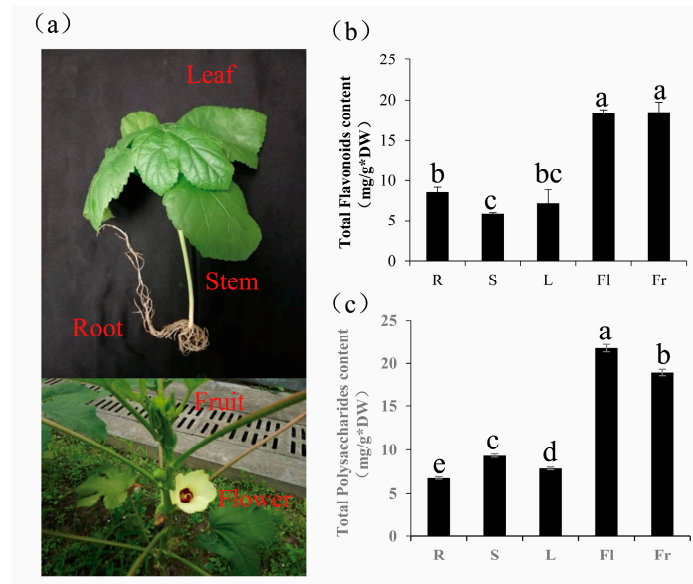 (a)
Leaf
Stem
Root
Fruit
Flower
(b)
Total Flavonoids content
(mg/g*DW)
25
20
15
10
5
0
b
c
bc
a
a
R S L Fl Fr
(c)
Total Polysaccharides content
(mg/g*DW)
25
20
15
10
5
0
e
c
d
a
b
R S L Fl Fr